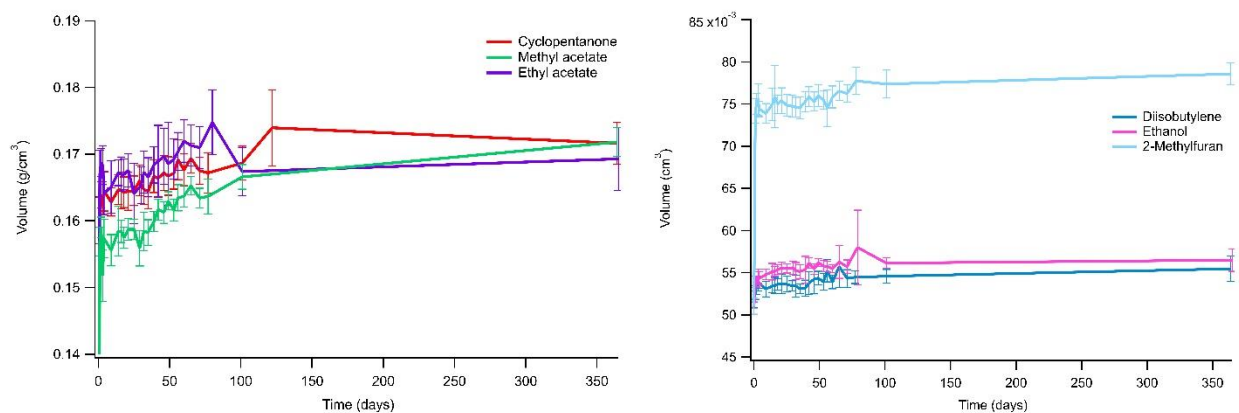 0.19
0.18
0.17
0.16
0.15
0.14
Volume (g/cm³)
Cyclopentanone
Methyl acetate
Ethyl acetate
0 50 100 150 200 250 300 350
Time (days)
85 x10⁻³
80
75
70
65
60
55
50
45
Volume (cm³)
Diisobutylene
Ethanol
2-Methylfuran
0 50 100 150 200 250 300 350
Time (days)